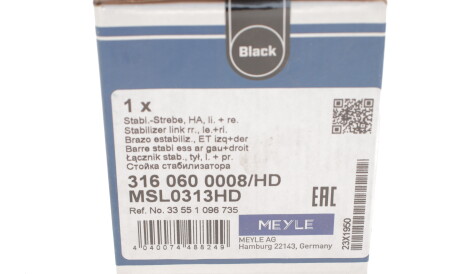 Black
1 x
Stabl.-Strebe, HA, li. + re.
Stabilizer link rr., le.+ri.
Brazo estabiliz., ET izq+der
Barre stabi ess ar gau+droit
Łącznik stab., tył, l. + pr.
Стойка стабилизатора
316 060 0008/HD
MSL0313HD
Ref. No. 33 55 1 096 735
EAC
MEYLE
MEYLE AG
Hamburg 22143, Germany
23X1950
4 040074 488249